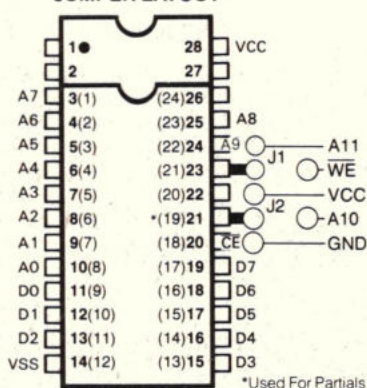 JUMPER LAYOUT
1● 28 VCC
2 27
A7 3(1) (24)26
A6 4(2) (23)25 A8
A5 5(3) (22)24 A9 A11
J1
A4 6(4) (21)23 W̅E̅
A3 7(5) (20)22 VCC
J2
A2 8(6) *(19)21 A10
A1 9(7) (18)20 C̅E̅ GND
A0 10(8) (17)19 D7
D0 11(9) (16)18 D6
D1 12(10) (15)17 D5
D2 13(11) (14)16 D4
VSS 14(12) (13)15 D3
*Used For Partials